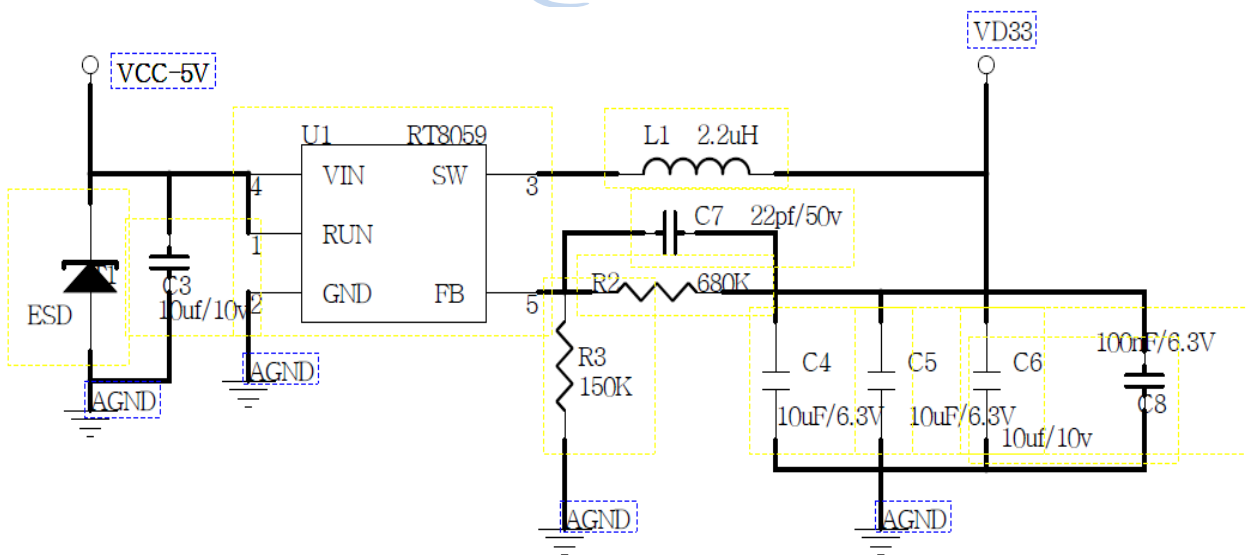 VD33
VCC-5V
U1 RT8059
L1 2.2uH
4 VIN SW 3
C7 22pf/50v
1 RUN
T1
C3
R2 680K
2 GND FB 5
10uf/10v
ESD
100nF/6.3V
R3
150K
C4
C5
C6
C8
AGND
AGND
10uF/6.3V
10uF/6.3V
10uf/10v
AGND
AGND